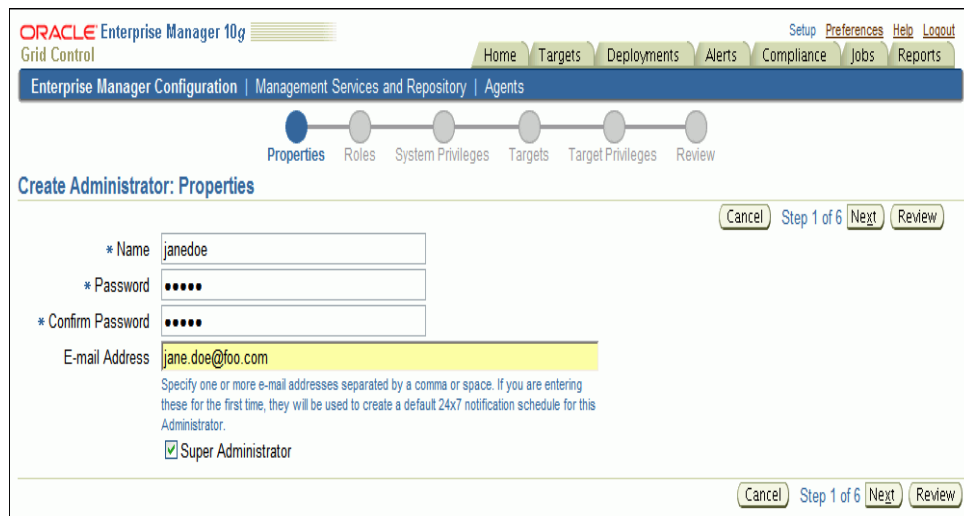 ORACLE Enterprise Manager 10g
Grid Control
Setup Preferences Help Logout
Home Targets Deployments Alerts Compliance Jobs Reports
Enterprise Manager Configuration | Management Services and Repository | Agents
Properties Roles System Privileges Targets Target Privileges Review
Create Administrator: Properties
Cancel Step 1 of 6 Next Review
* Name janedoe
* Password •••••
* Confirm Password •••••
E-mail Address jane.doe@foo.com
Specify one or more e-mail addresses separated by a comma or space. If you are entering
these for the first time, they will be used to create a default 24x7 notification schedule for this
Administrator.
Super Administrator
Cancel Step 1 of 6 Next Review